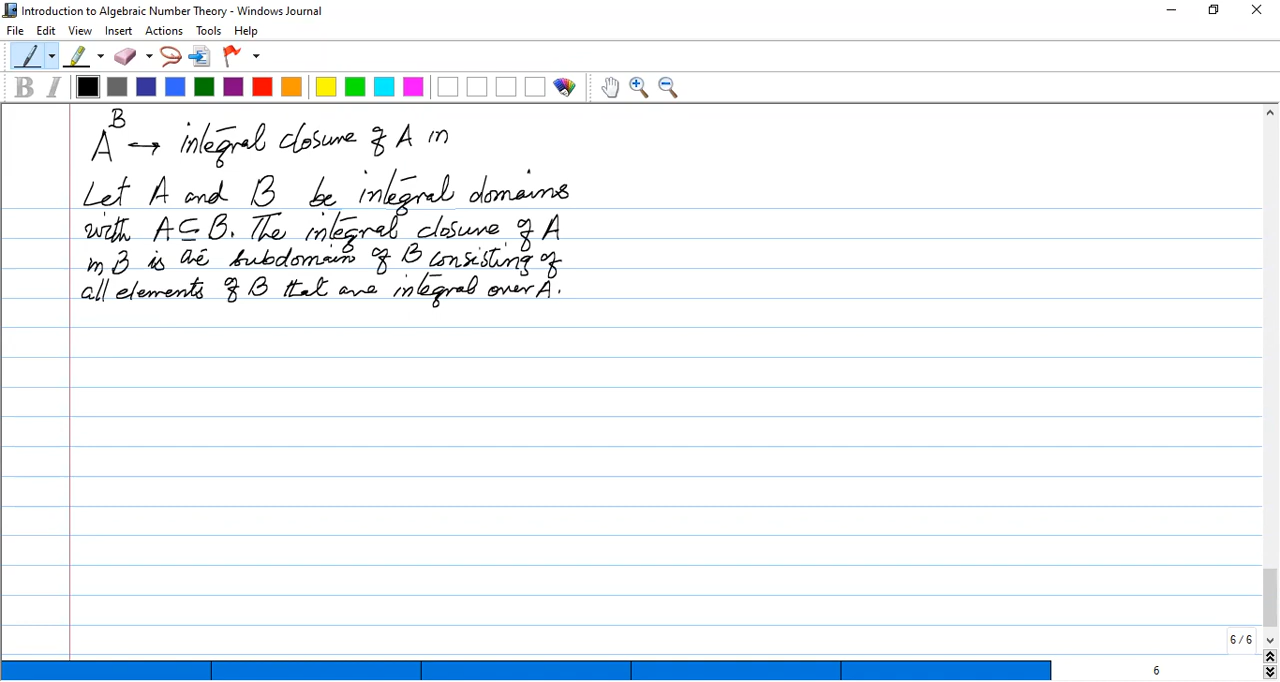 Introduction to Algebraic Number Theory - Windows Journal
File Edit View Insert Actions Tools Help
B I
A^B → integral closure of A in
Let A and B be integral domains
with A ⊆ B. The integral closure of A
in B is the subdomain of B consisting of
all elements of B that are integral over A.
6 / 6
6